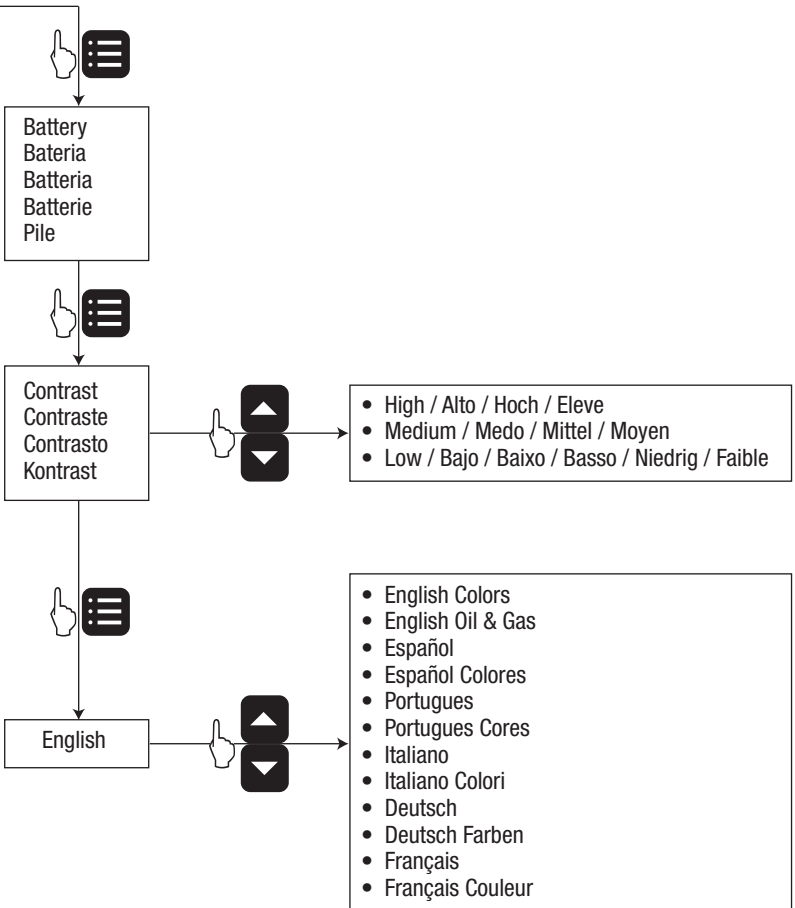 Battery
Bateria
Batteria
Batterie
Pile
Contrast
Contraste
Contrasto
Kontrast
• High / Alto / Hoch / Eleve
• Medium / Medo / Mittel / Moyen
• Low / Bajo / Baixo / Basso / Niedrig / Faible
English
• English Colors
• English Oil & Gas
• Español
• Español Colores
• Portugues
• Portugues Cores
• Italiano
• Italiano Colori
• Deutsch
• Deutsch Farben
• Français
• Français Couleur